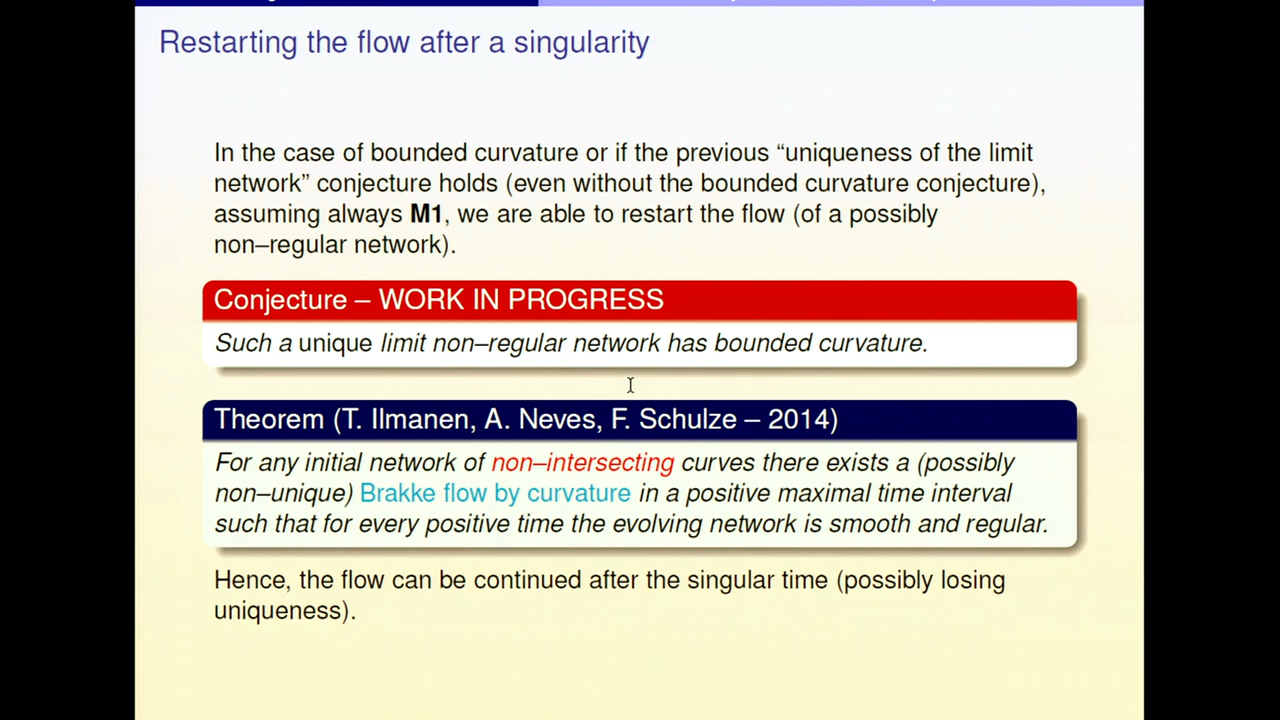 Restarting the flow after a singularity
In the case of bounded curvature or if the previous “uniqueness of the limit
network” conjecture holds (even without the bounded curvature conjecture),
assuming always M1, we are able to restart the flow (of a possibly
non–regular network).
Conjecture – WORK IN PROGRESS
Such a unique limit non–regular network has bounded curvature.
Theorem (T. Ilmanen, A. Neves, F. Schulze – 2014)
For any initial network of non–intersecting curves there exists a (possibly
non–unique) Brakke flow by curvature in a positive maximal time interval
such that for every positive time the evolving network is smooth and regular.
Hence, the flow can be continued after the singular time (possibly losing
uniqueness).